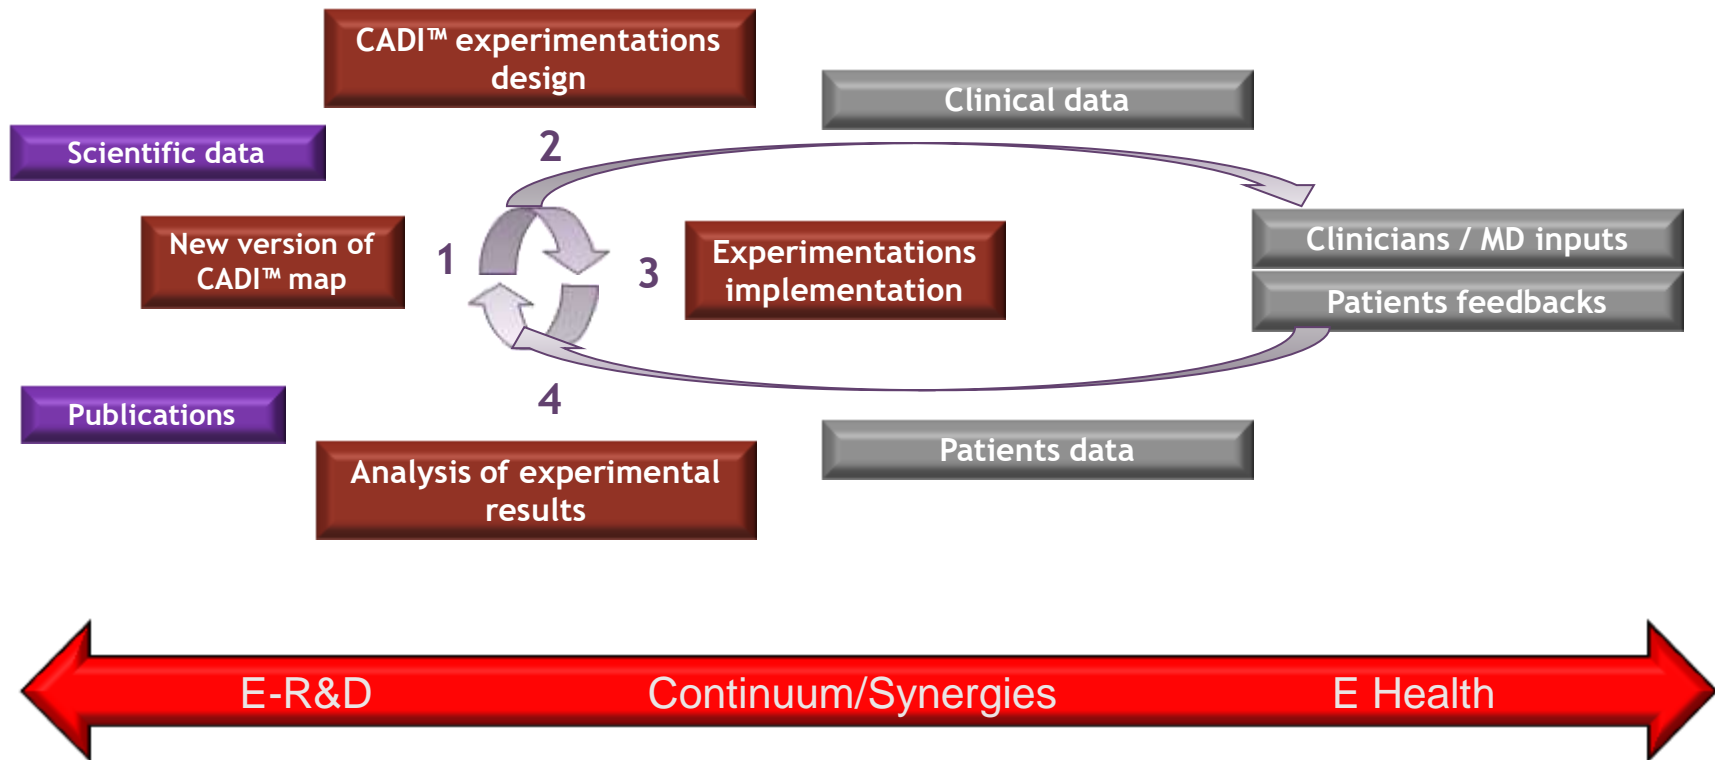 CADI™ experimentations
design
Clinical data
Scientific data
2
New version of
CADI™ map
1
3
Experimentations
implementation
Clinicians / MD inputs
Patients feedbacks
4
Publications
Analysis of experimental
results
Patients data
E-R&D
Continuum/Synergies
E Health